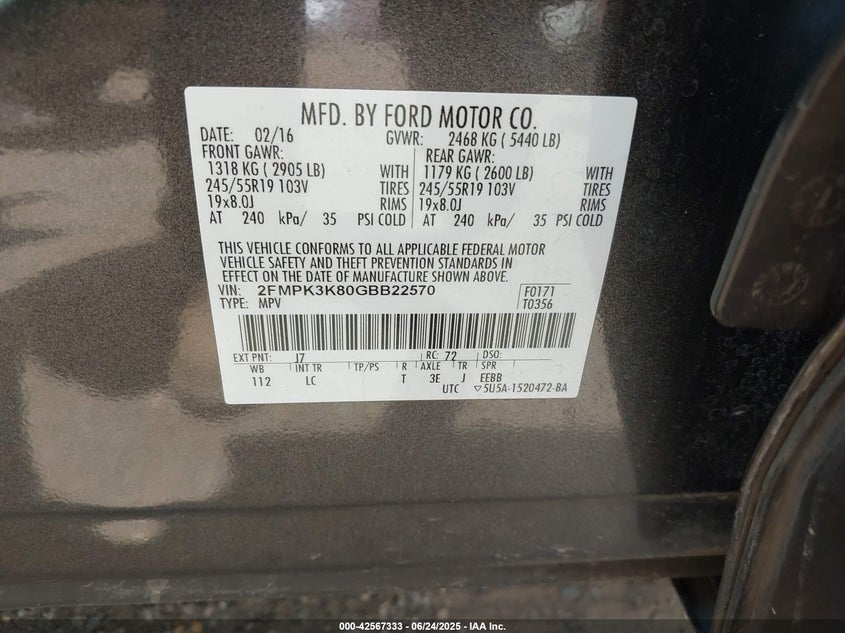 MFD. BY FORD MOTOR CO.
DATE: 02/16 GVWR: 2468 KG ( 5440 LB)
FRONT GAWR: REAR GAWR:
1318 KG ( 2905 LB) WITH 1179 KG ( 2600 LB) WITH
245/55R19 103V TIRES 245/55R19 103V TIRES
19x8.0J RIMS 19x8.0J RIMS
AT 240 kPa/ 35 PSI COLD AT 240 kPa/ 35 PSI COLD
THIS VEHICLE CONFORMS TO ALL APPLICABLE FEDERAL MOTOR
VEHICLE SAFETY AND THEFT PREVENTION STANDARDS IN
EFFECT ON THE DATE OF MANUFACTURE SHOWN ABOVE.
VIN: 2FMPK3K80GBB22570 F0171
TYPE: MPV T0356
EXT PNT: J7 RC: 72 DSO:
WB INT TR TP/PS R AXLE TR SPR
112 LC T 3E J EEBB
UTC ▽5U5A-1520472-BA
000-42567333 - 06/24/2025 - IAA Inc.